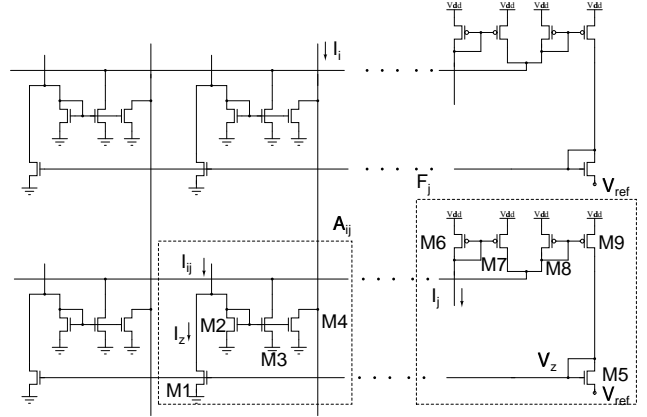 Vdd Vdd Vdd Vdd
I_i
F_j
V_ref
A_ij
Vdd Vdd Vdd Vdd
M6 M7 M8 M9
I_ij
I_j
I_z M2 M3 M4
V_z
M1
M5
V_ref